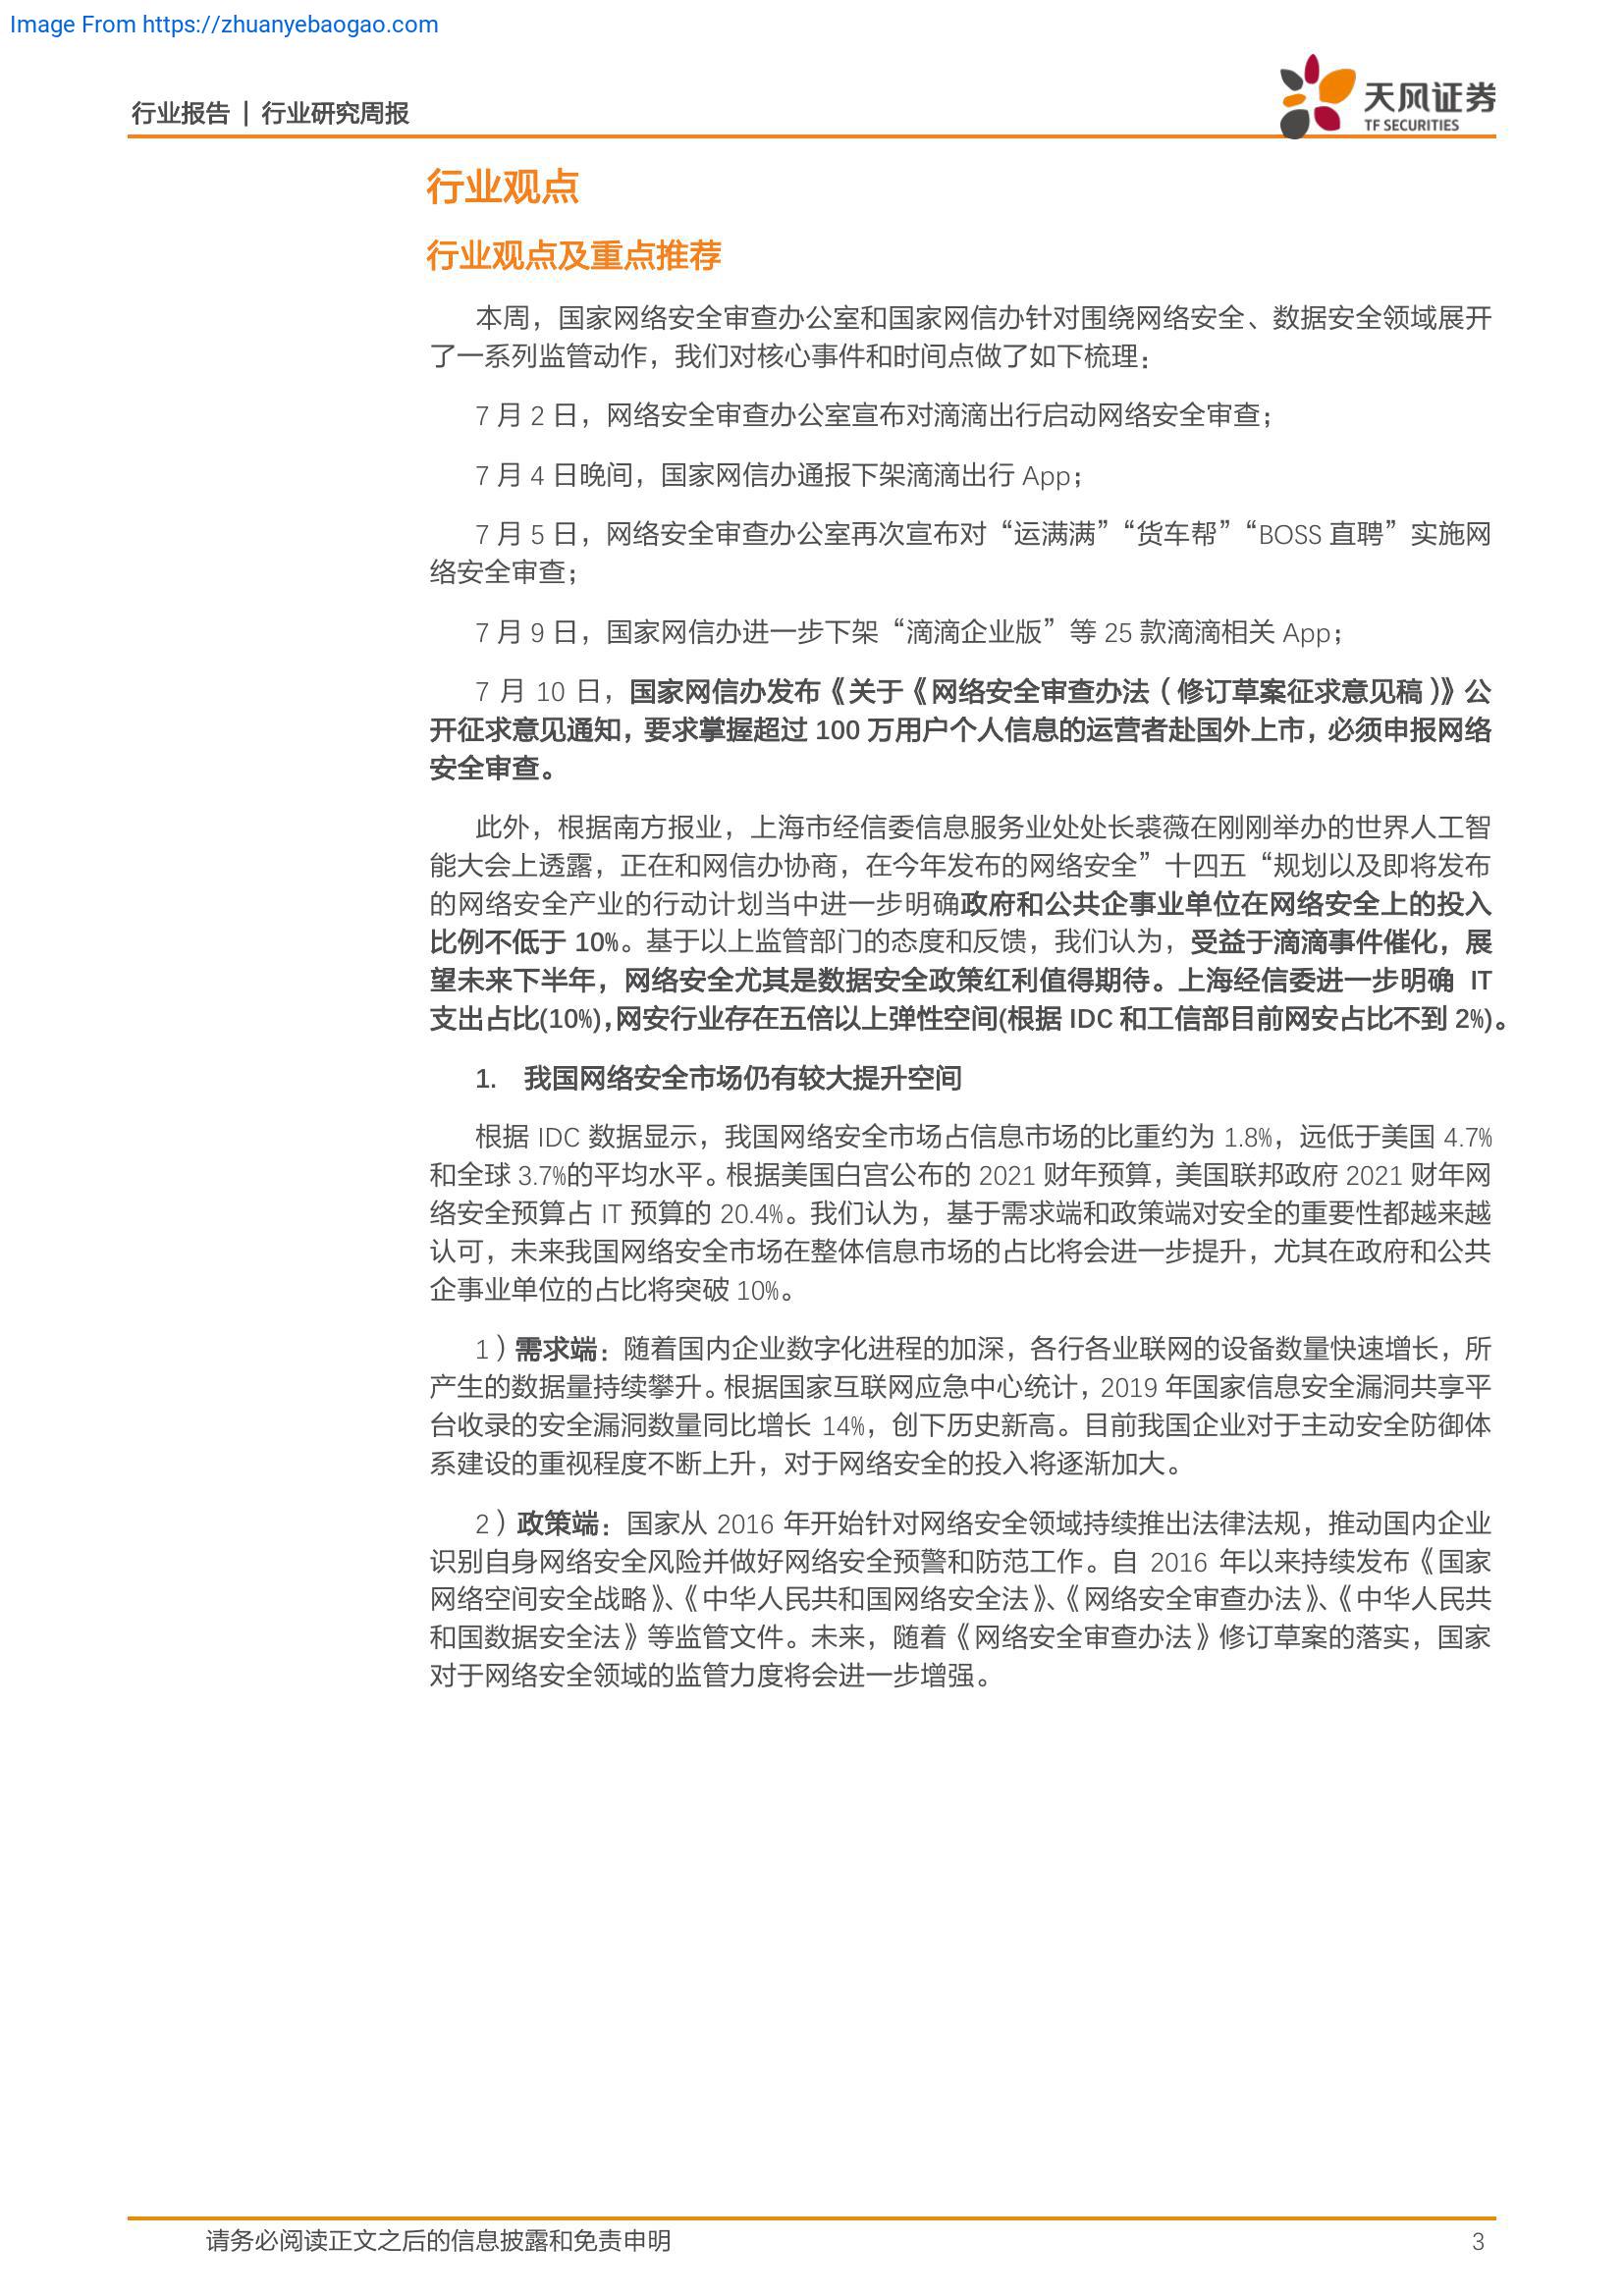 Image From https://zhuanyebaogao.com
行业报告 | 行业研究周报
天风证券
TF SECURITIES
行业观点
行业观点及重点推荐
本周，国家网络安全审查办公室和国家网信办针对围绕网络安全、数据安全领域展开
了一系列监管动作，我们对核心事件和时间点做了如下梳理：
7 月 2 日，网络安全审查办公室宣布对滴滴出行启动网络安全审查；
7 月 4 日晚间，国家网信办通报下架滴滴出行 App；
7 月 5 日，网络安全审查办公室再次宣布对“运满满”“货车帮”“BOSS 直聘”实施网
络安全审查；
7 月 9 日，国家网信办进一步下架“滴滴企业版”等 25 款滴滴相关 App；
7 月 10 日，国家网信办发布《关于《网络安全审查办法（修订草案征求意见稿）》公
开征求意见通知，要求掌握超过 100 万用户个人信息的运营者赴国外上市，必须申报网络
安全审查。
此外，根据南方报业，上海市经信委信息服务业处处长裘薇在刚刚举办的世界人工智
能大会上透露，正在和网信办协商，在今年发布的网络安全”十四五“规划以及即将发布
的网络安全产业的行动计划当中进一步明确政府和公共企事业单位在网络安全上的投入
比例不低于 10%。基于以上监管部门的态度和反馈，我们认为，受益于滴滴事件催化，展
望未来下半年，网络安全尤其是数据安全政策红利值得期待。上海经信委进一步明确 IT
支出占比(10%)，网安行业存在五倍以上弹性空间(根据 IDC 和工信部目前网安占比不到 2%)。
1. 我国网络安全市场仍有较大提升空间
根据 IDC 数据显示，我国网络安全市场占信息市场的比重约为 1.8%，远低于美国 4.7%
和全球 3.7%的平均水平。根据美国白宫公布的 2021 财年预算，美国联邦政府 2021 财年网
络安全预算占 IT 预算的 20.4%。我们认为，基于需求端和政策端对安全的重要性都越来越
认可，未来我国网络安全市场在整体信息市场的占比将会进一步提升，尤其在政府和公共
企事业单位的占比将突破 10%。
1）需求端：随着国内企业数字化进程的加深，各行各业联网的设备数量快速增长，所
产生的数据量持续攀升。根据国家互联网应急中心统计，2019 年国家信息安全漏洞共享平
台收录的安全漏洞数量同比增长 14%，创下历史新高。目前我国企业对于主动安全防御体
系建设的重视程度不断上升，对于网络安全的投入将逐渐加大。
2）政策端：国家从 2016 年开始针对网络安全领域持续推出法律法规，推动国内企业
识别自身网络安全风险并做好网络安全预警和防范工作。自 2016 年以来持续发布《国家
网络空间安全战略》、《中华人民共和国网络安全法》、《网络安全审查办法》、《中华人民共
和国数据安全法》等监管文件。未来，随着《网络安全审查办法》修订草案的落实，国家
对于网络安全领域的监管力度将会进一步增强。
请务必阅读正文之后的信息披露和免责申明
3